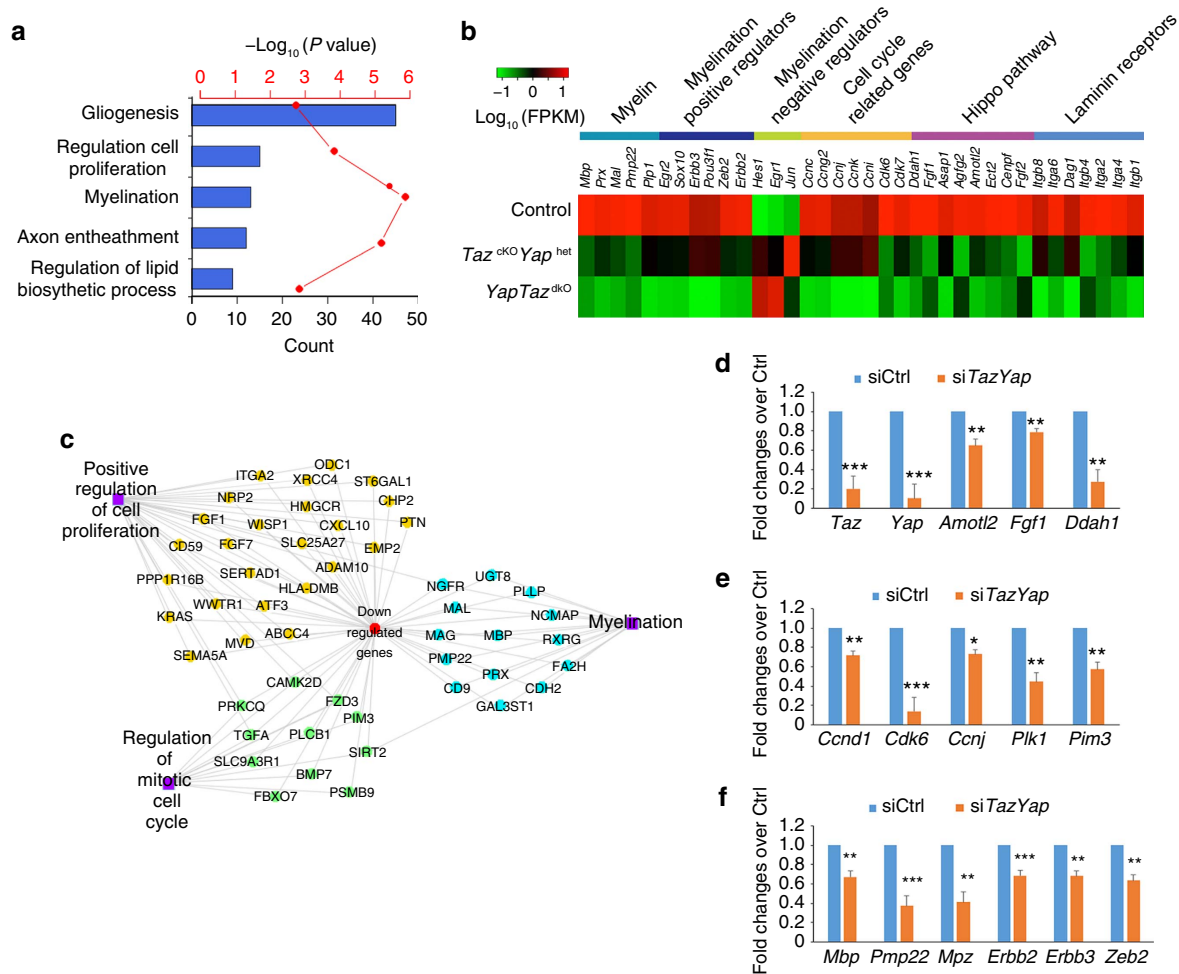 a
−Log10 (P value)
0 1 2 3 4 5 6
Gliogenesis
Regulation cell
proliferation
Myelination
Axon entheathment
Regulation of lipid
biosythetic process
0 10 20 30 40 50
Count
b
−1 0 1
Log10 (FPKM)
Myelin
Myelination
positive regulators
Myelination
negative regulators
Cell cycle
related genes
Hippo pathway
Laminin receptors
Mbp Prx Mal Pmp22 Plp1 Egr2 Sox10 Erbb3 Pou3f1 Zeb2 Erbb2 Hes1 Egr1 Jun Ccnc Ccng2 Ccnj Ccnk Ccni Cdk6 Cdk7 Ddah1 Fgf1 Asap1 Agfg2 Amotl2 Ect2 Cenpf Fgf2 Itgb8 Itga6 Dag1 Itgb4 Itga2 Itga4 Itgb1
Control
Taz cKO Yap het
YapTaz dKO
c
Positive
regulation
of cell
proliferation
ODC1
ITGA2
XRCC4
ST6GAL1
NRP2
HMGCR
CHP2
FGF1
WISP1
CXCL10
PTN
CD59
FGF7
SLC25A27
EMP2
ADAM10
PPP1R16B
SERTAD1
HLA-DMB
WWTR1
ATF3
KRAS
ABCC4
MVD
SEMA5A
Down
regulated
genes
NGFR
UGT8
PLLP
MAL
NCMAP
Myelination
MAG
MBP
RXRG
PMP22
FA2H
PRX
CD9
CDH2
GAL3ST1
CAMK2D
PRKCQ
FZD3
PIM3
TGFA
PLCB1
SIRT2
SLC9A3R1
BMP7
FBXO7
PSMB9
Regulation
of
mitotic
cell
cycle
d
siCtrl siTazYap
Fold changes over Ctrl
1.2
1
0.8
0.6
0.4
0.2
0
*** *** ** ** **
Taz Yap Amotl2 Fgf1 Ddah1
e
siCtrl siTazYap
Fold changes over Ctrl
1.2
1
0.8
0.6
0.4
0.2
0
** *** * ** **
Ccnd1 Cdk6 Ccnj Plk1 Pim3
f
siCtrl siTazYap
Fold changes over Ctrl
1.2
1
0.8
0.6
0.4
0.2
0
** *** ** *** ** **
Mbp Pmp22 Mpz Erbb2 Erbb3 Zeb2